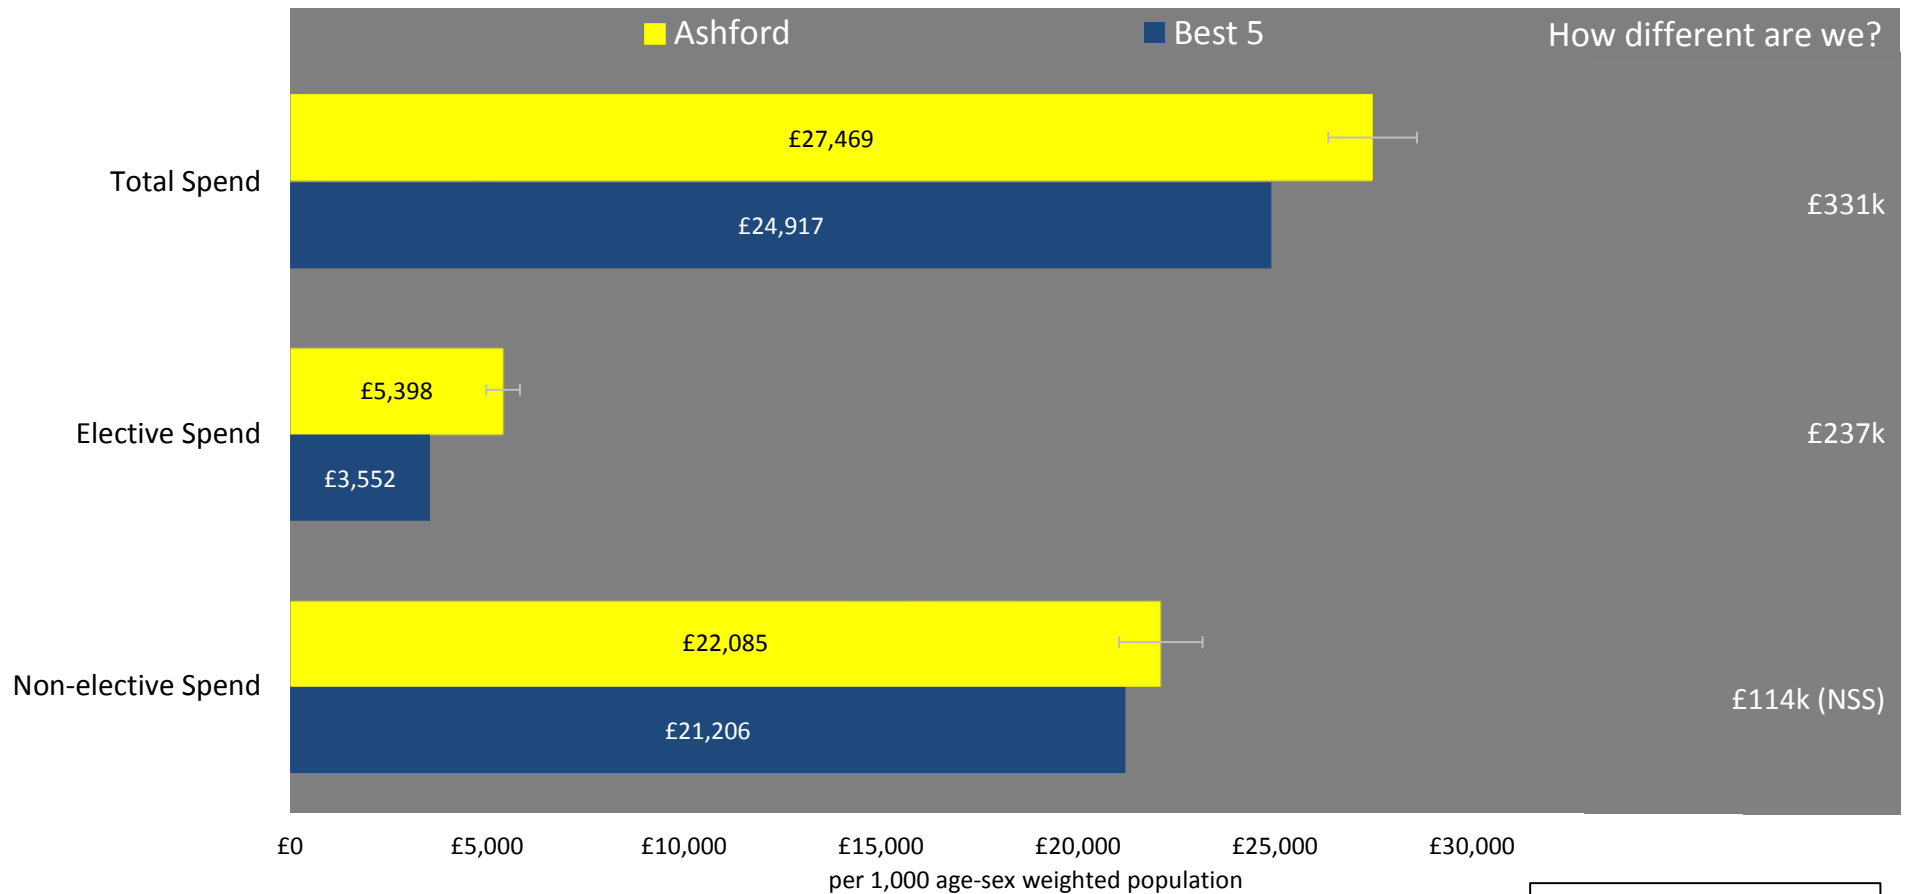 Ashford
Best 5
How different are we?
Total Spend
£27,469
£24,917
£331k
Elective Spend
£5,398
£3,552
£237k
Non-elective Spend
£22,085
£21,206
£114k (NSS)
£0 £5,000 £10,000 £15,000 £20,000 £25,000 £30,000
per 1,000 age-sex weighted population